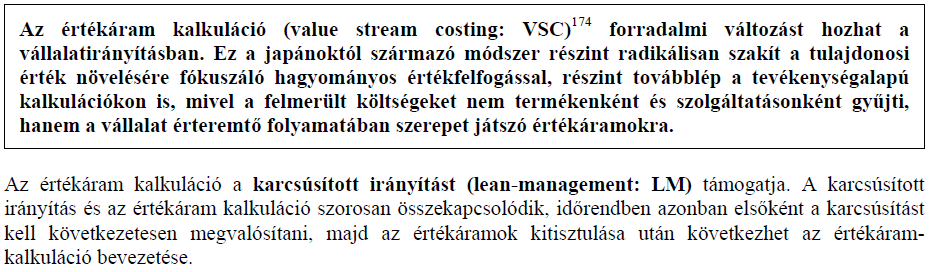 Az értékáram kalkuláció (value stream costing: VSC)174 forradalmi változást hozhat a
vállalatirányításban. Ez a japánoktól származó módszer részint radikálisan szakít a tulajdonosi
érték növelésére fókuszáló hagyományos értékfelfogással, részint továbblép a tevékenységalapú
kalkulációkon is, mivel a felmerült költségeket nem termékenként és szolgáltatásonként gyűjti,
hanem a vállalat érteremtő folyamatában szerepet játszó értékáramokra.
Az értékáram kalkuláció a karcsúsított irányítást (lean-management: LM) támogatja. A karcsúsított
irányítás és az értékáram kalkuláció szorosan összekapcsolódik, időrendben azonban elsőként a karcsúsítást
kell következetesen megvalósítani, majd az értékáramok kitisztulása után következhet az értékáram-
kalkuláció bevezetése.